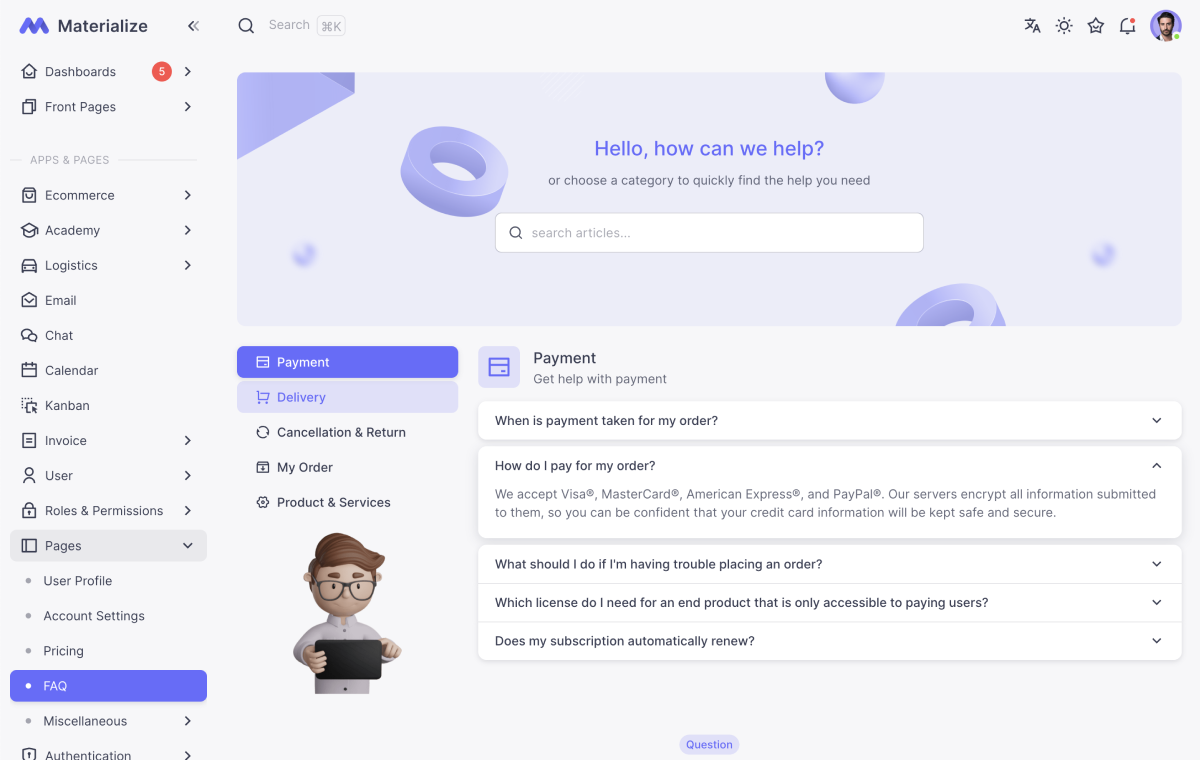 Materialize
Search ⌘K
Dashboards 5
Front Pages
APPS & PAGES
Ecommerce
Academy
Logistics
Email
Chat
Calendar
Kanban
Invoice
User
Roles & Permissions
Pages
User Profile
Account Settings
Pricing
FAQ
Miscellaneous
Authentication
Hello, how can we help?
or choose a category to quickly find the help you need
search articles...
Payment
Delivery
Cancellation & Return
My Order
Product & Services
Payment
Get help with payment
When is payment taken for my order?
How do I pay for my order?
We accept Visa®, MasterCard®, American Express®, and PayPal®. Our servers encrypt all information submitted
to them, so you can be confident that your credit card information will be kept safe and secure.
What should I do if I'm having trouble placing an order?
Which license do I need for an end product that is only accessible to paying users?
Does my subscription automatically renew?
Question